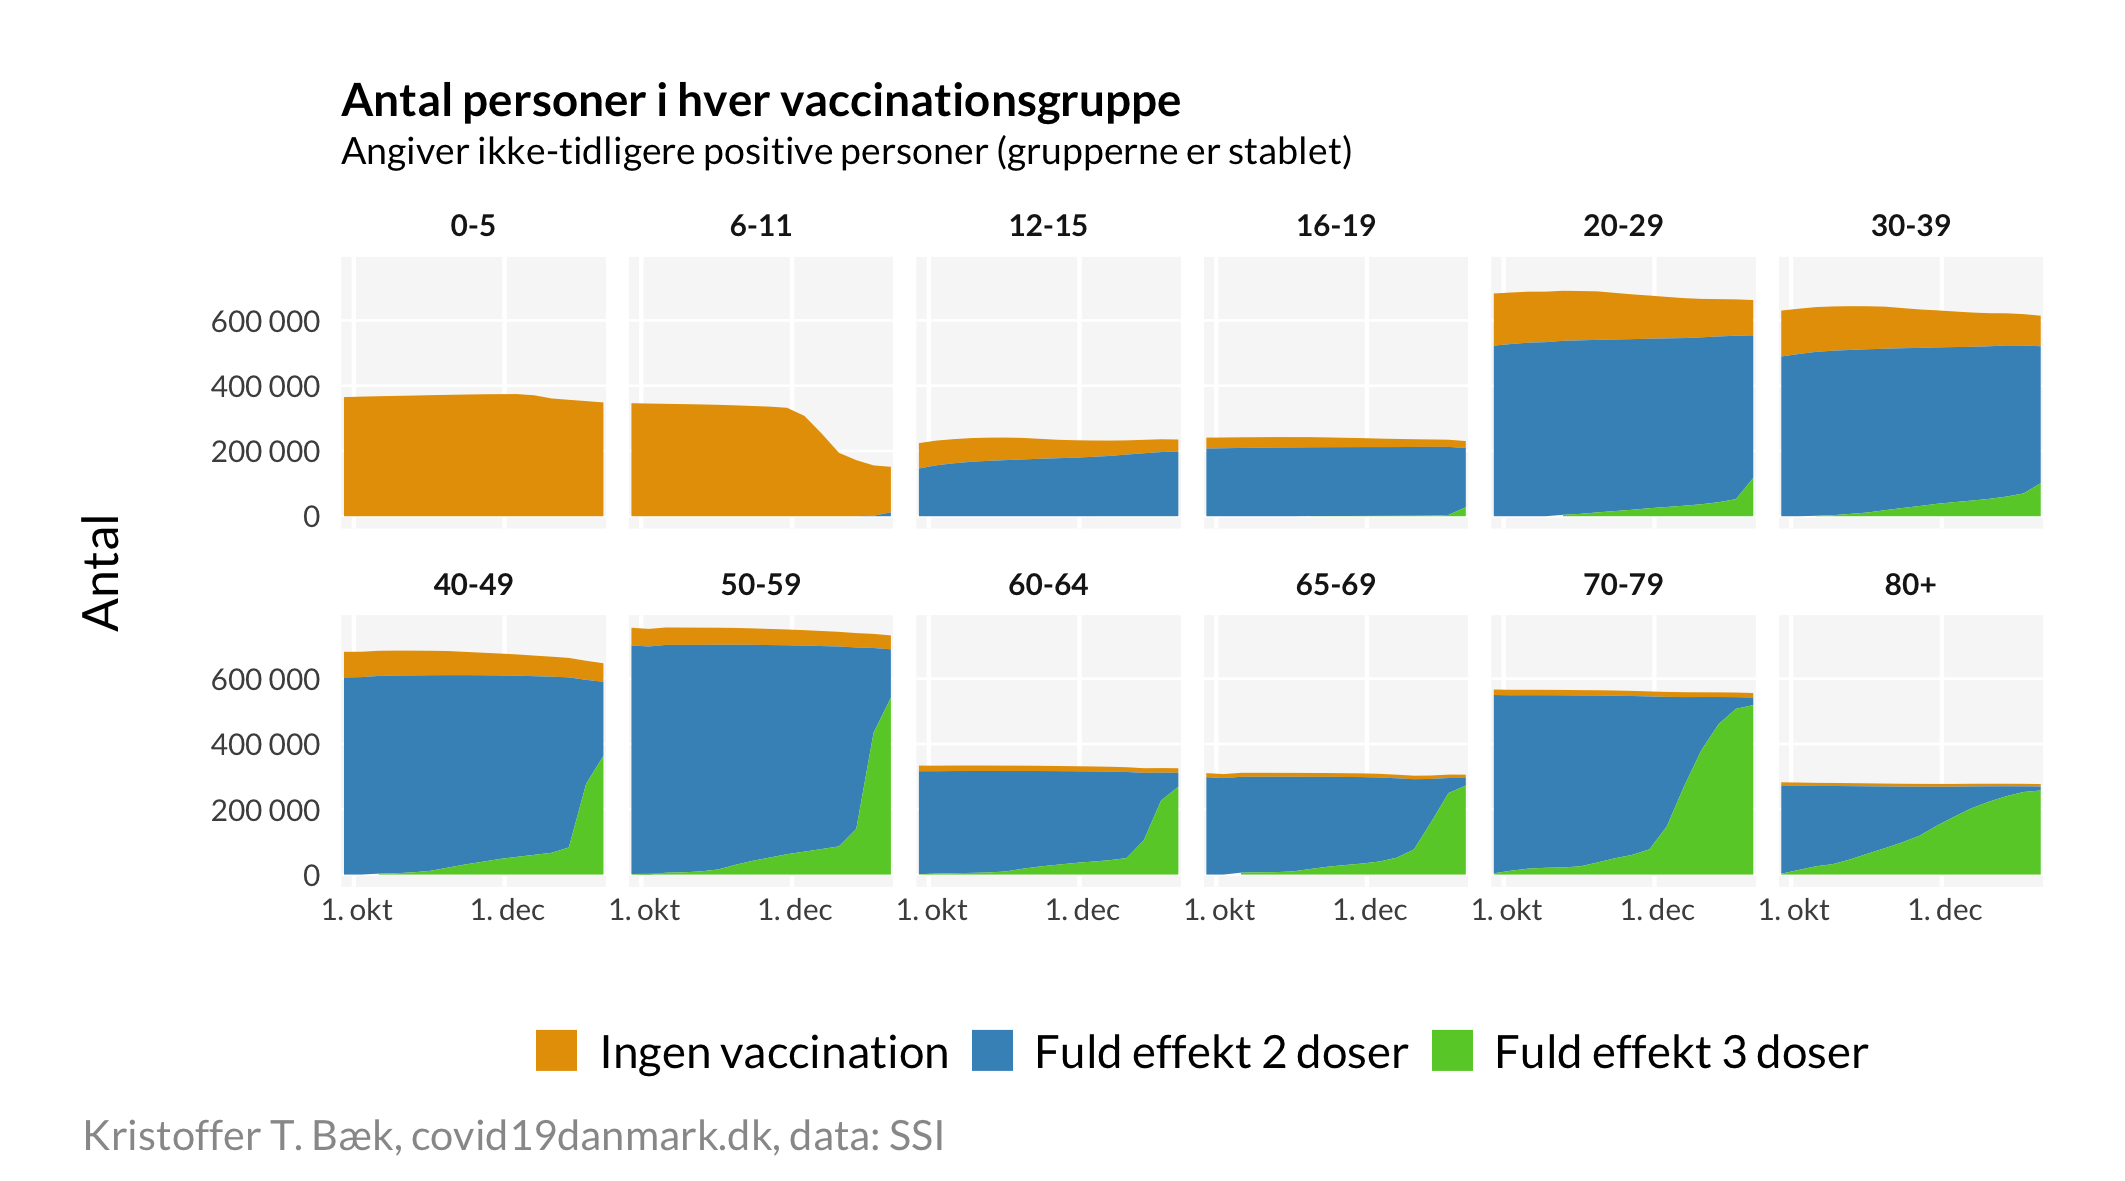 Antal personer i hver vaccinationsgruppe
Angiver ikke-tidligere positive personer (grupperne er stablet)
0-5 6-11 12-15 16-19 20-29 30-39
600 000
400 000
200 000
0
Antal
40-49 50-59 60-64 65-69 70-79 80+
600 000
400 000
200 000
0
1. okt 1. dec 1. okt 1. dec 1. okt 1. dec 1. okt 1. dec 1. okt 1. dec 1. okt 1. dec
Ingen vaccination Fuld effekt 2 doser Fuld effekt 3 doser
Kristoffer T. Bæk, covid19danmark.dk, data: SSI